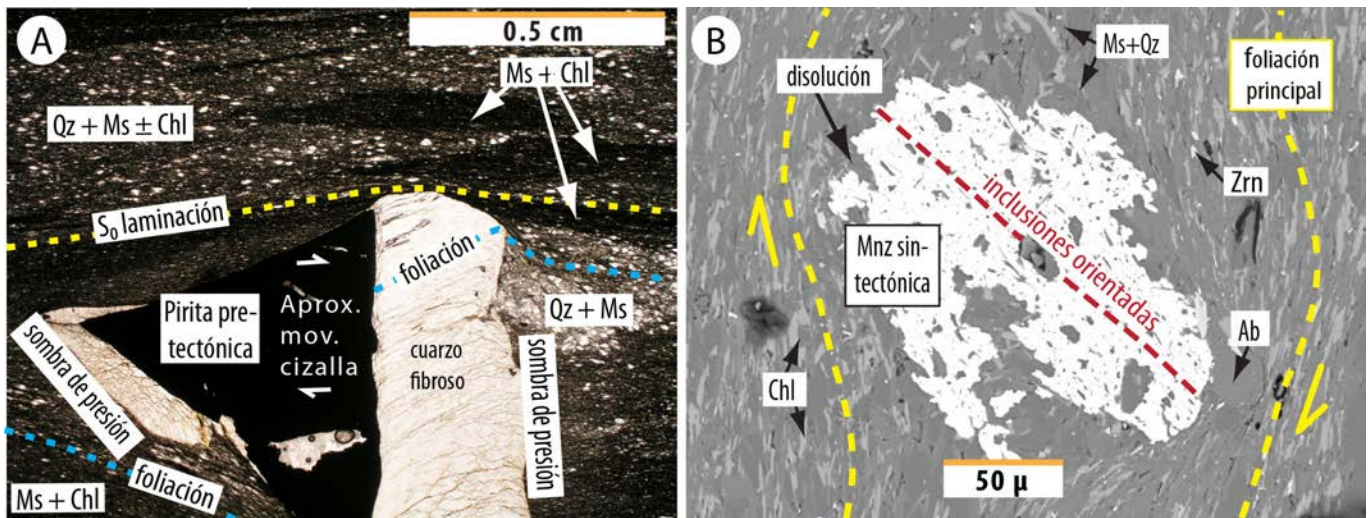 A
0.5 cm
Ms + Chl
Qz + Ms ± Chl
S₀ laminación
foliación
Pirita pre-
tectónica
Aprox.
mov.
cizalla
Qz + Ms
cuarzo
fibroso
sombra de presión
sombra de presión
foliación
Ms + Chl
B
Ms+Qz
foliación
principal
disolución
Zrn
inclusiones orientadas
Mnz sin-
tectónica
Ab
Chl
50 µ